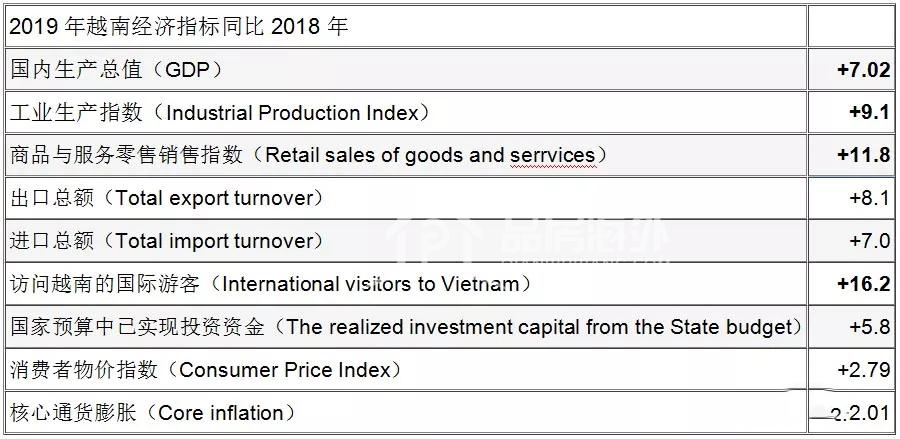 2019 年越南经济指标同比 2018 年
国内生产总值（GDP） +7.02
工业生产指数（Industrial Production Index） +9.1
商品与服务零售销售指数（Retail sales of goods and serrvices） +11.8
出口总额（Total export turnover） +8.1
进口总额（Total import turnover） +7.0
访问越南的国际游客（International visitors to Vietnam） +16.2
国家预算中已实现投资资金（The realized investment capital from the State budget） +5.8
消费者物价指数（Consumer Price Index） +2.79
核心通货膨胀（Core inflation） 2.01
品房海外